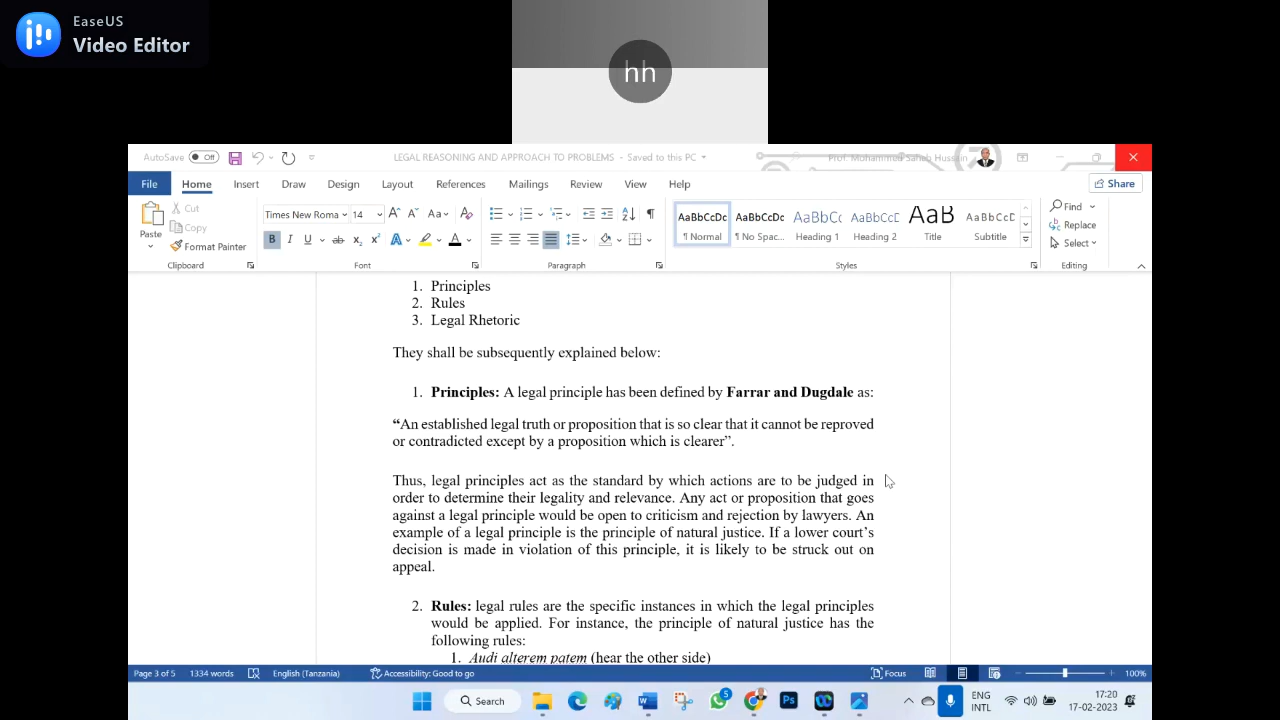 EaseUS
Video Editor
hh
AutoSave Off
LEGAL REASONING AND APPROACH TO PROBLEMS - Saved to this PC
File Home Insert Draw Design Layout References Mailings Review View Help
Share
Paste
Cut
Copy
Format Painter
Clipboard
Times New Roma 14
Font
Paragraph
AaBbCcDc AaBbCcDc AaBbC AaBbCcD AaB AaBbCcD
¶ Normal ¶ No Spac... Heading 1 Heading 2 Title Subtitle
Styles
Find
Replace
Select
Editing
1. Principles
2. Rules
3. Legal Rhetoric
They shall be subsequently explained below:
1. Principles: A legal principle has been defined by Farrar and Dugdale as:
“An established legal truth or proposition that is so clear that it cannot be reproved
or contradicted except by a proposition which is clearer”.
Thus, legal principles act as the standard by which actions are to be judged in
order to determine their legality and relevance. Any act or proposition that goes
against a legal principle would be open to criticism and rejection by lawyers. An
example of a legal principle is the principle of natural justice. If a lower court’s
decision is made in violation of this principle, it is likely to be struck out on
appeal.
2. Rules: legal rules are the specific instances in which the legal principles
would be applied. For instance, the principle of natural justice has the
following rules:
1. Audi alterem patem (hear the other side)
Page 3 of 5 1334 words English (Tanzania) Accessibility: Good to go Focus 100%
Search
5
Ps
ENG
INTL
17:20
17-02-2023